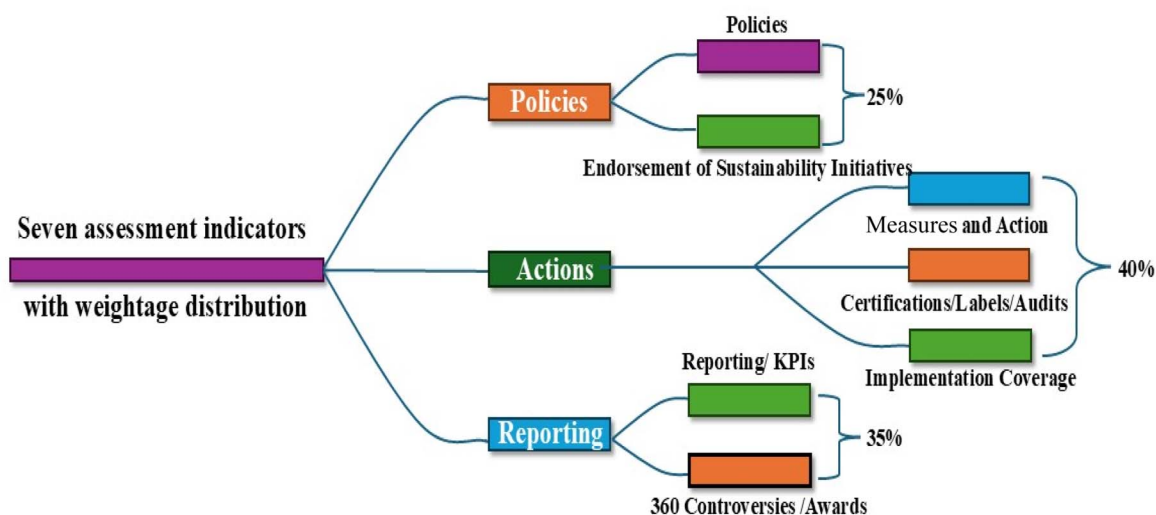 Policies
Policies
25%
Endorsement of Sustainability Initiatives
Seven assessment indicators
with weightage distribution
Measures and Action
Actions
40%
Certifications/Labels/Audits
Implementation Coverage
Reporting/ KPIs
Reporting
35%
360 Controversies /Awards